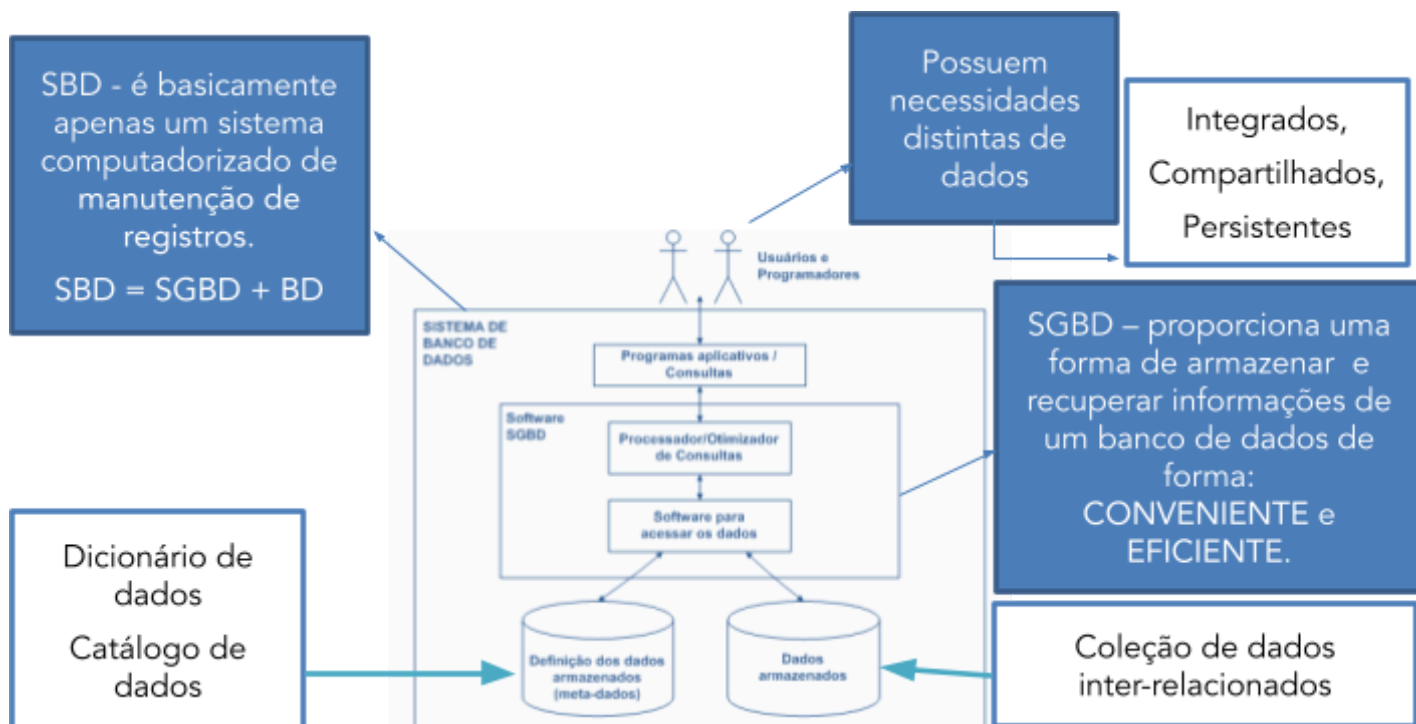 SBD - é basicamente
apenas um sistema
computadorizado de
manutenção de
registros.
SBD = SGBD + BD
Possuem
necessidades
distintas de
dados
Integrados,
Compartilhados,
Persistentes
Usuários e
Programadores
SISTEMA DE
BANCO DE
DADOS
Programas aplicativos /
Consultas
Software
SGBD
Processador/Otimizador
de Consultas
Software para
acessar os dados
SGBD – proporciona uma
forma de armazenar e
recuperar informações de
um banco de dados de
forma:
CONVENIENTE e
EFICIENTE.
Dicionário de
dados
Catálogo de
dados
Definição dos dados
armazenados
(meta-dados)
Dados
armazenados
Coleção de dados
inter-relacionados